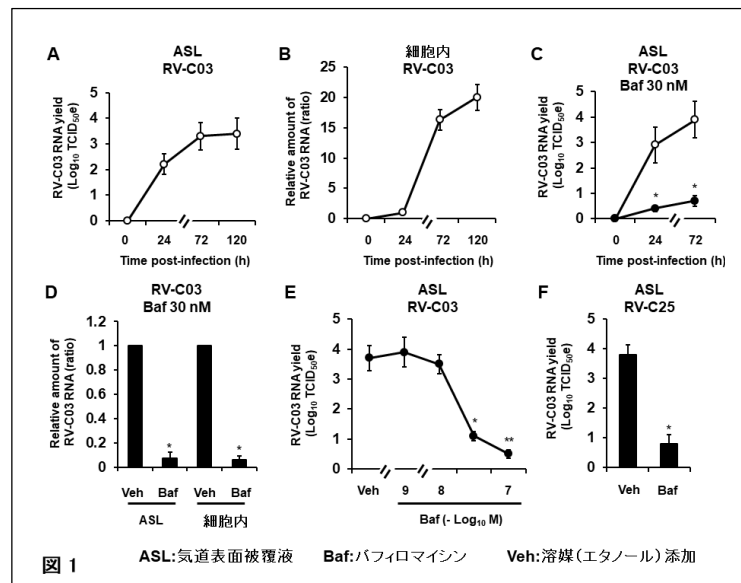 A
ASL
RV-C03
RV-C03 RNA yield
(Log10 TCID50e)
5
4
3
2
1
0
0 24 72 120
Time post-infection (h)
B
細胞内
RV-C03
Relative amount of
RV-C03 RNA (ratio)
25
20
15
10
5
0
0 24 72 120
Time post-infection (h)
C
ASL
RV-C03
Baf 30 nM
RV-C03 RNA yield
(Log10 TCID50e)
5
4
3
2
1
0
* *
0 24 72
Time post-infection (h)
D
RV-C03
Baf 30 nM
Relative amount of
RV-C03 RNA (ratio)
1.2
1
0.8
0.6
0.4
0.2
0
* *
Veh Baf Veh Baf
ASL 細胞内
E
ASL
RV-C03
RV-C03 RNA yield
(Log10 TCID50e)
5
4
3
2
1
0
* **
Veh 9 8 7
Baf (- Log10 M)
F
ASL
RV-C25
RV-C03 RNA yield
(Log10 TCID50e)
5
4
3
2
1
0
*
Veh Baf
図 1 ASL:気道表面被覆液 Baf:バフィロマイシン Veh:溶媒(エタノール)添加